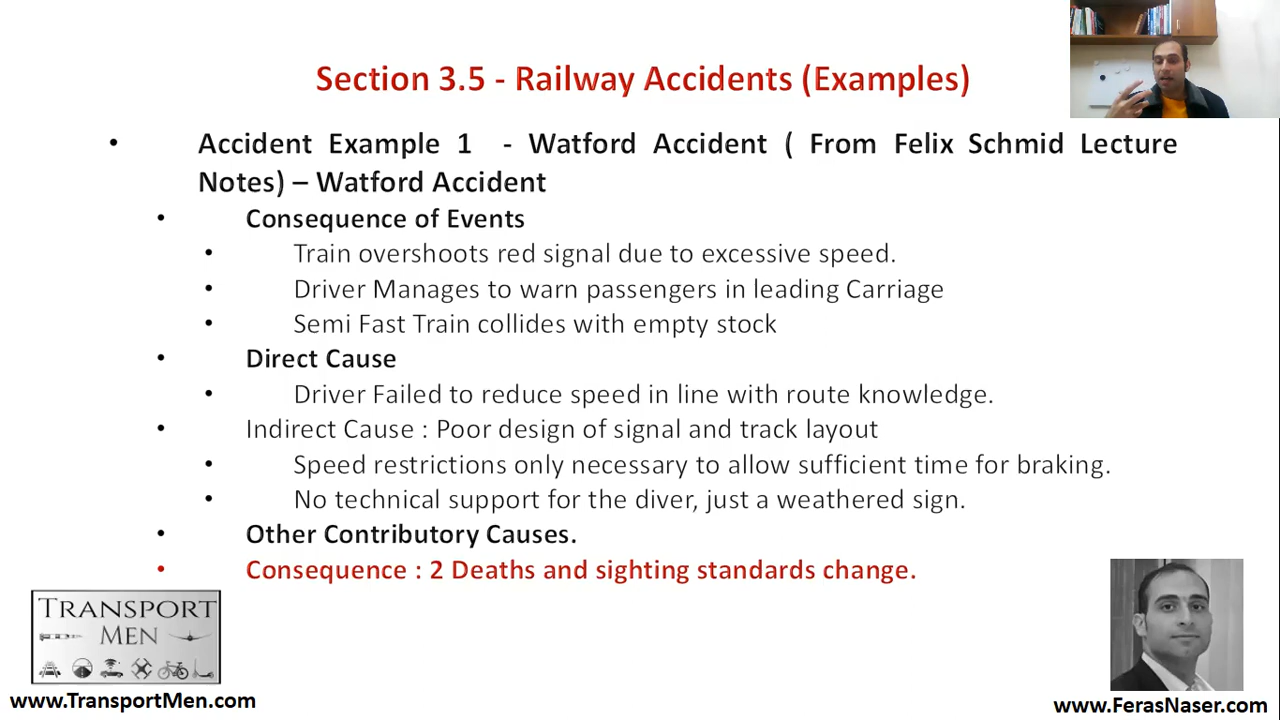 Section 3.5 - Railway Accidents (Examples)
• Accident Example 1 - Watford Accident ( From Felix Schmid Lecture
Notes) – Watford Accident
• Consequence of Events
• Train overshoots red signal due to excessive speed.
• Driver Manages to warn passengers in leading Carriage
• Semi Fast Train collides with empty stock
• Direct Cause
• Driver Failed to reduce speed in line with route knowledge.
• Indirect Cause : Poor design of signal and track layout
• Speed restrictions only necessary to allow sufficient time for braking.
• No technical support for the diver, just a weathered sign.
• Other Contributory Causes.
• Consequence : 2 Deaths and sighting standards change.
TRANSPORT
MEN
www.TransportMen.com
www.FerasNaser.com